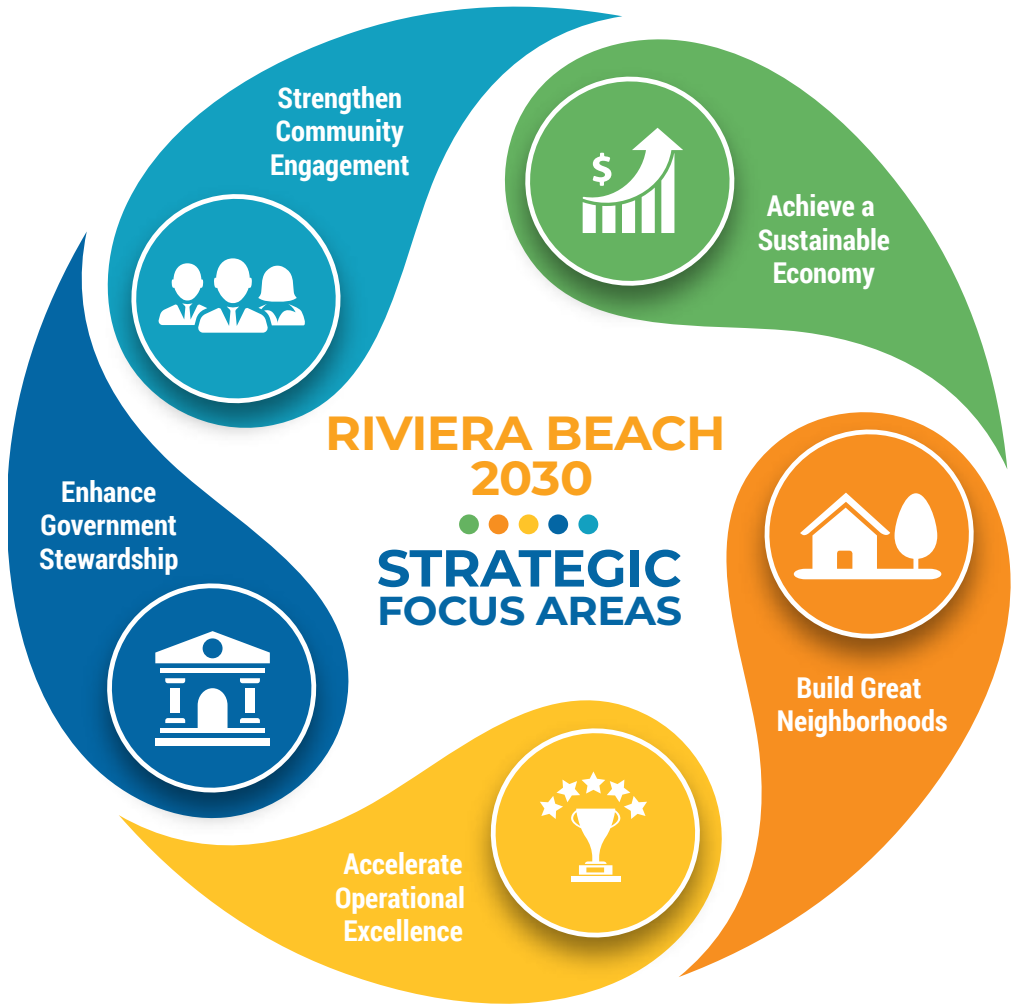 Strengthen
Community
Engagement
$
Achieve a
Sustainable
Economy
RIVIERA BEACH
2030
STRATEGIC
FOCUS AREAS
Enhance
Government
Stewardship
Build Great
Neighborhoods
Accelerate
Operational
Excellence